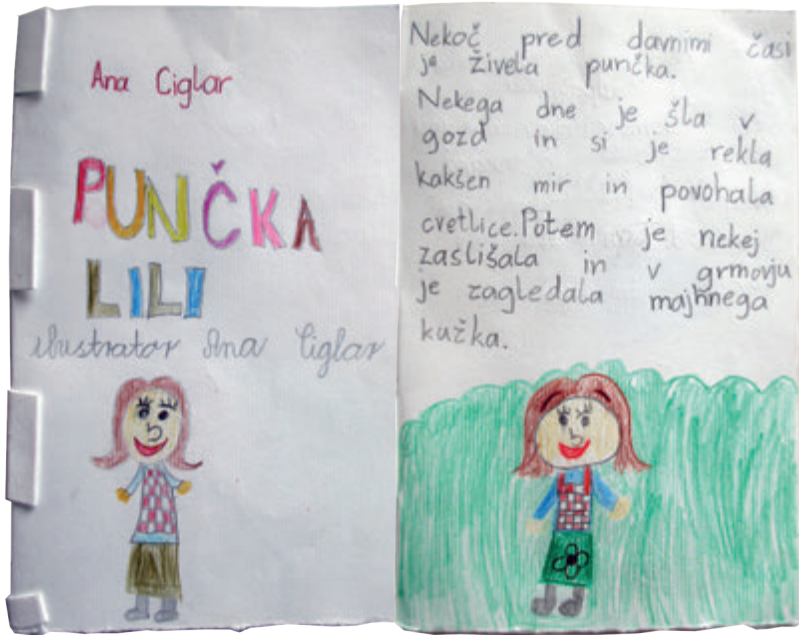 Ana Ciglar
PUNČKA
LILI
ilustrator Ana Ciglar
Nekoč pred davnimi časi
je živela punčka.
Nekega dne je šla v
gozd in si je rekla
kakšen mir in povohala
cvetlice.Potem je nekej
zaslišala in v grmovju
je zagledala majhnega
kužka.